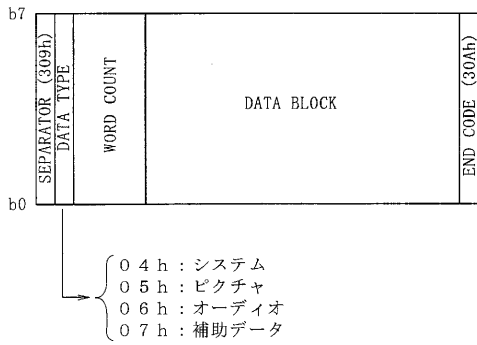 b7
SEPARATOR (309h)
DATA TYPE
WORD COUNT
DATA BLOCK
END CODE (30Ah)
b0
04h:システム
05h:ピクチャ
06h:オーディオ
07h:補助データ